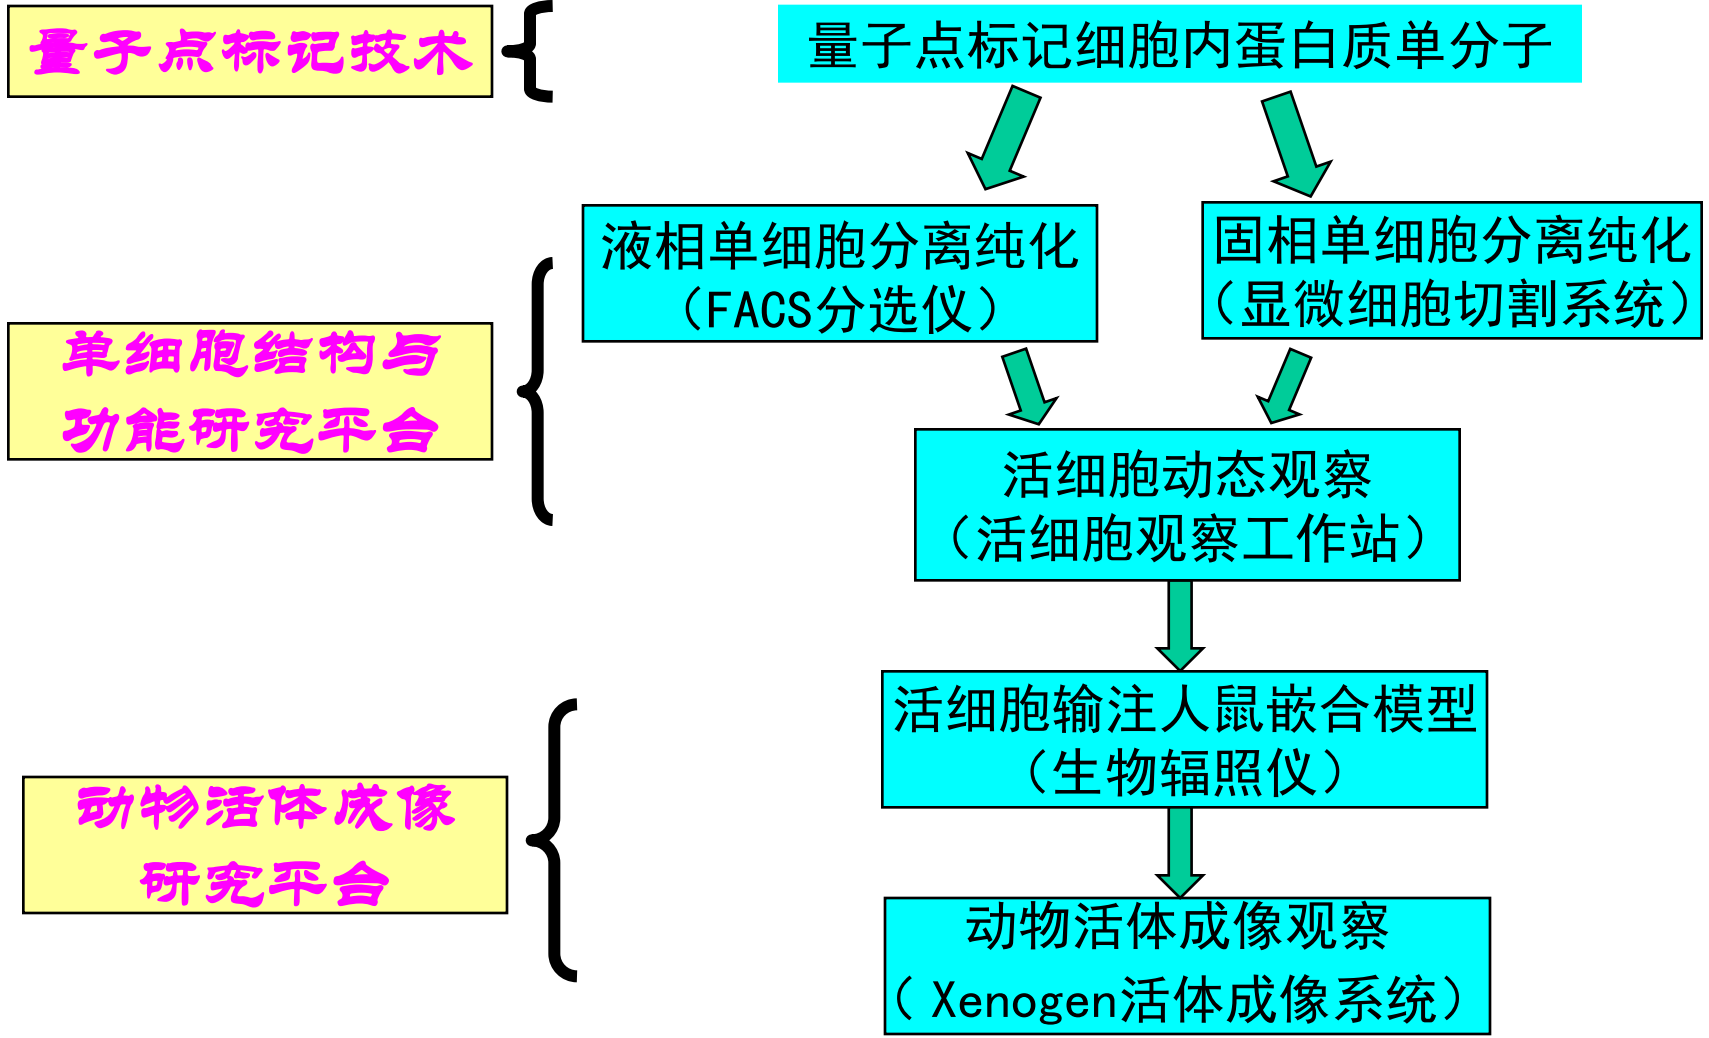 量子点标记技术
量子点标记细胞内蛋白质单分子
液相单细胞分离纯化
（FACS分选仪）
固相单细胞分离纯化
（显微细胞切割系统）
单细胞结构与
功能研究平台
活细胞动态观察
（活细胞观察工作站）
活细胞输注人鼠嵌合模型
（生物辐照仪）
动物活体成像
研究平台
动物活体成像观察
（ Xenogen活体成像系统）